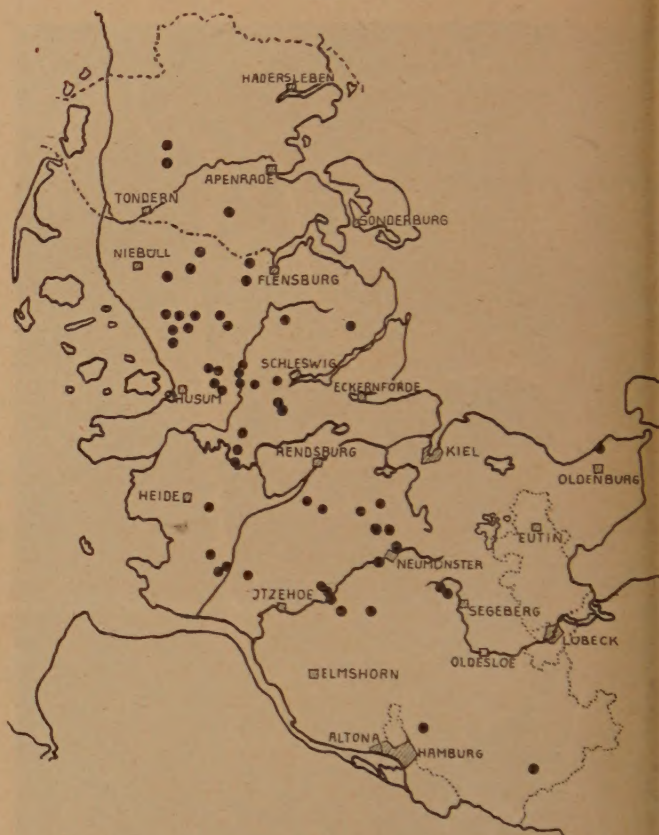 HADERSLEBEN
APENRADE
TONDERN
SONDERBURG
NIEBÜLL
FLENSBURG
SCHLESWIG
ECKERNFÖRDE
HUSUM
RENDSBURG
KIEL
OLDENBURG
HEIDE
EUTIN
NEUMÜNSTER
JTZEHOE
SEGEBERG
LÜBECK
OLDESLOE
ELMSHORN
ALTONA
HAMBURG